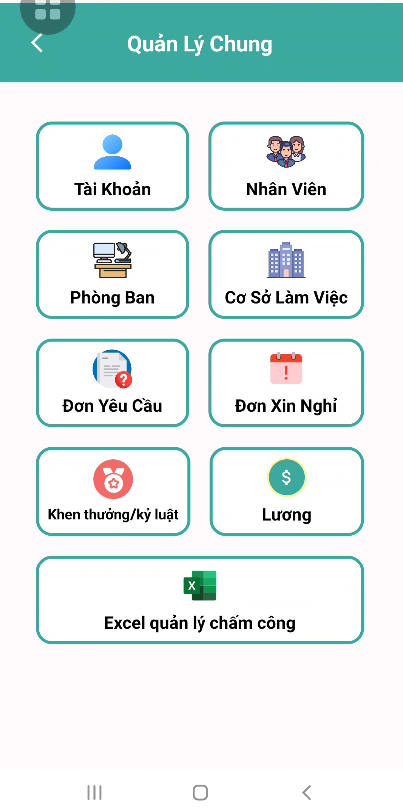 Quản Lý Chung
Tài Khoản
Nhân Viên
Phòng Ban
Cơ Sở Làm Việc
Đơn Yêu Cầu
Đơn Xin Nghỉ
Khen thưởng/kỷ luật
Lương
Excel quản lý chấm công